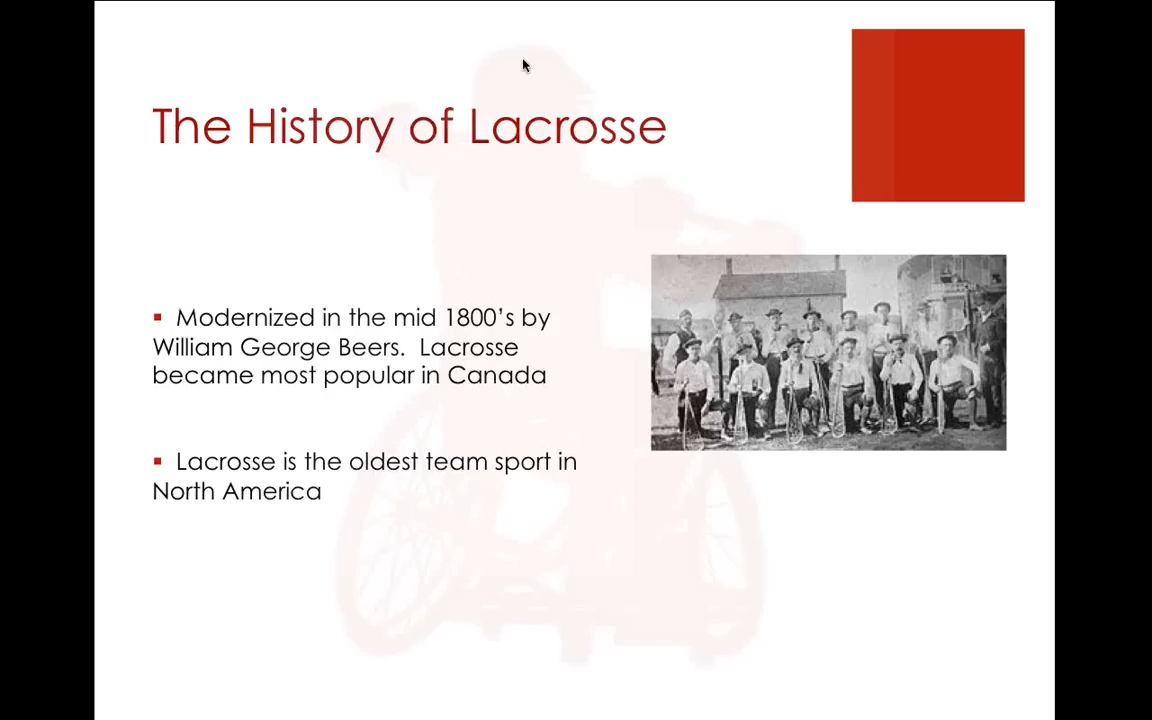 The History of Lacrosse
▪ Modernized in the mid 1800’s by
William George Beers.  Lacrosse
became most popular in Canada
▪ Lacrosse is the oldest team sport in
North America